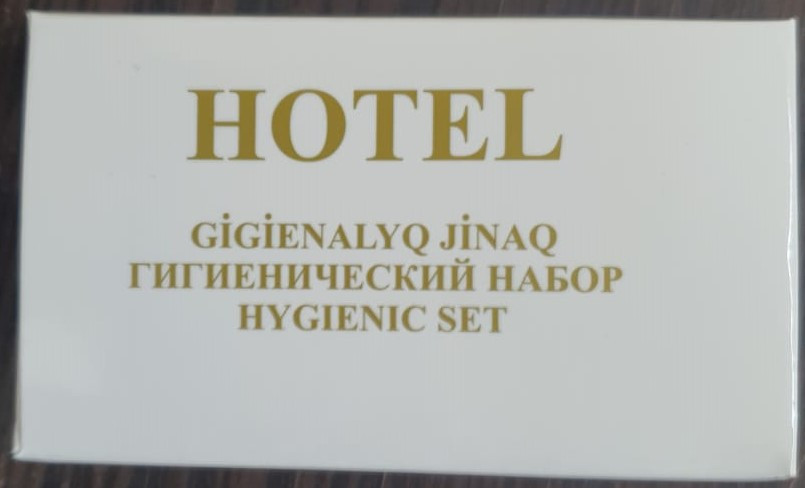 HOTEL
GİGİENALYQ JİNAQ
ГИГИЕНИЧЕСКИЙ НАБОР
HYGIENIC SET